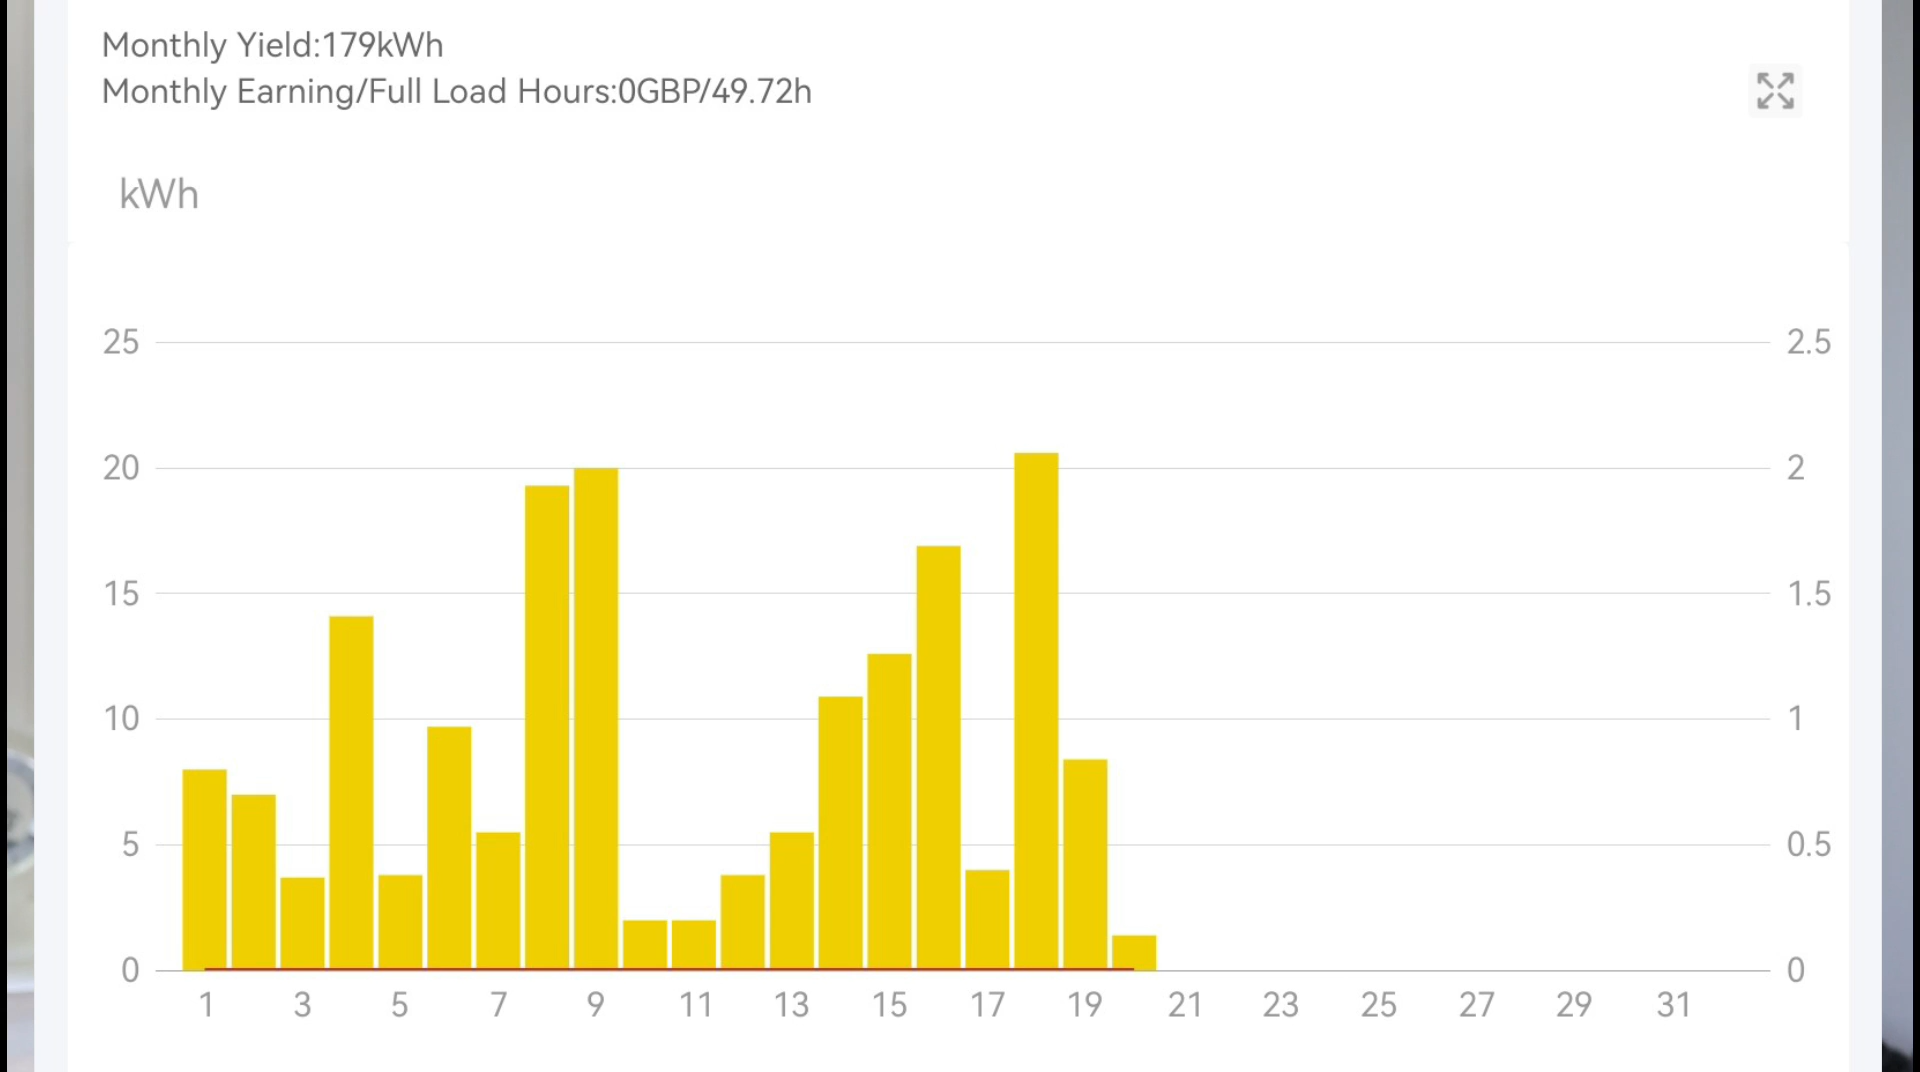 Monthly Yield:179kWh
Monthly Earning/Full Load Hours:0GBP/49.72h
kWh
25 2.5
20 2
15 1.5
10 1
5 0.5
0 0
1 3 5 7 9 11 13 15 17 19 21 23 25 27 29 31